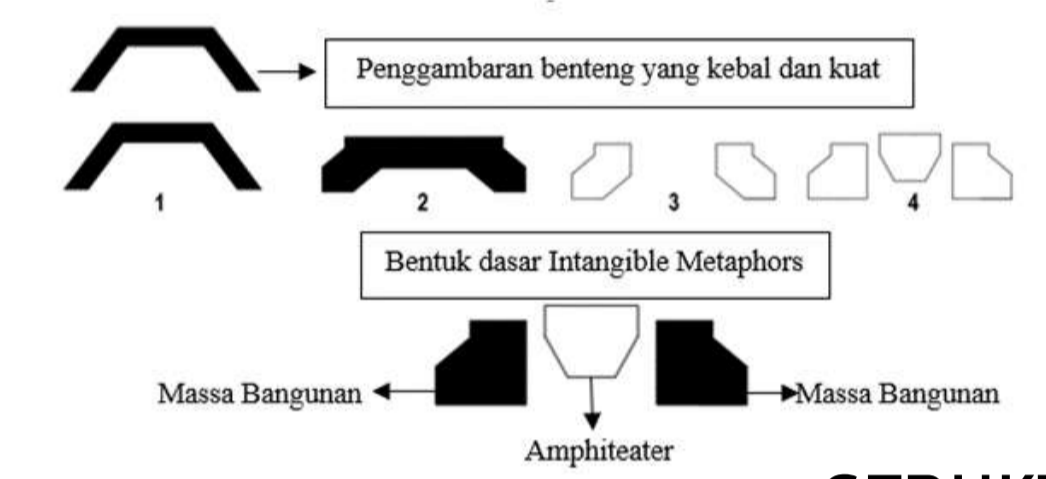 Penggambaran benteng yang kebal dan kuat
1
2
3
4
Bentuk dasar Intangible Metaphors
Massa Bangunan
Massa Bangunan
Amphiteater